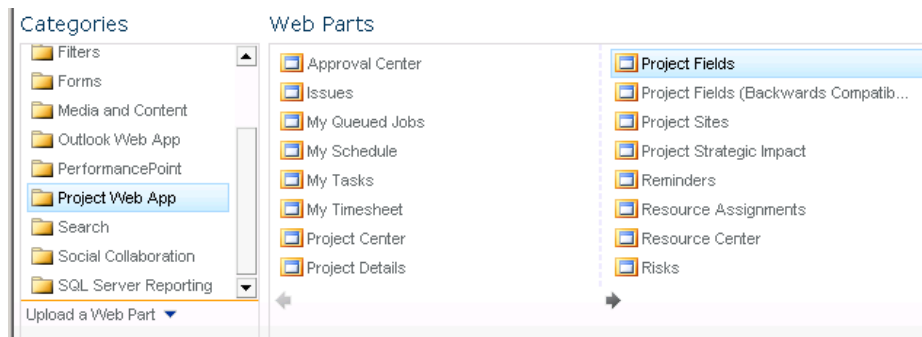 Categories
Filters
Forms
Media and Content
Outlook Web App
PerformancePoint
Project Web App
Search
Social Collaboration
SQL Server Reporting
Upload a Web Part
Web Parts
Approval Center
Issues
My Queued Jobs
My Schedule
My Tasks
My Timesheet
Project Center
Project Details
Project Fields
Project Fields (Backwards Compatib...
Project Sites
Project Strategic Impact
Reminders
Resource Assignments
Resource Center
Risks